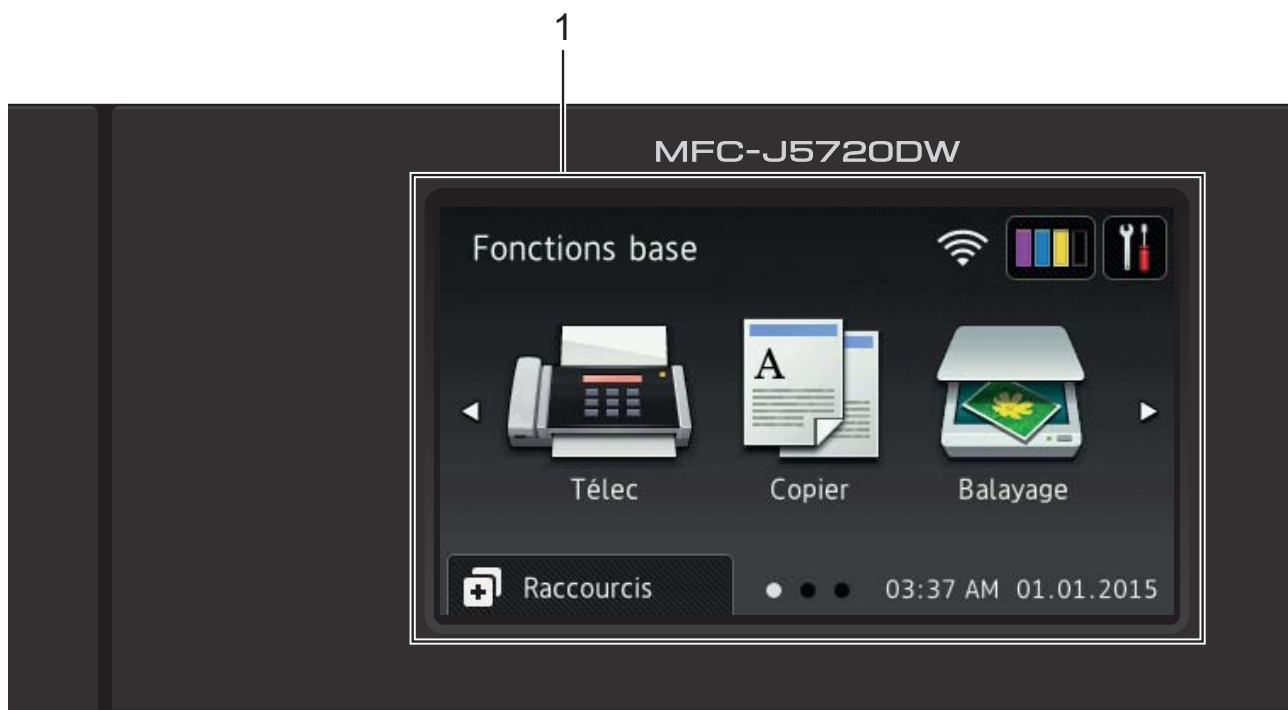 1
MFC-J5720DW
Fonctions base
A
Télec
Copier
Balayage
Raccourcis
03:37 AM 01.01.2015